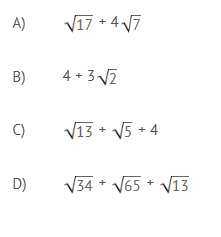 A) √17 + 4√7
B) 4 + 3√2
C) √13 + √5 + 4
D) √34 + √65 + √13